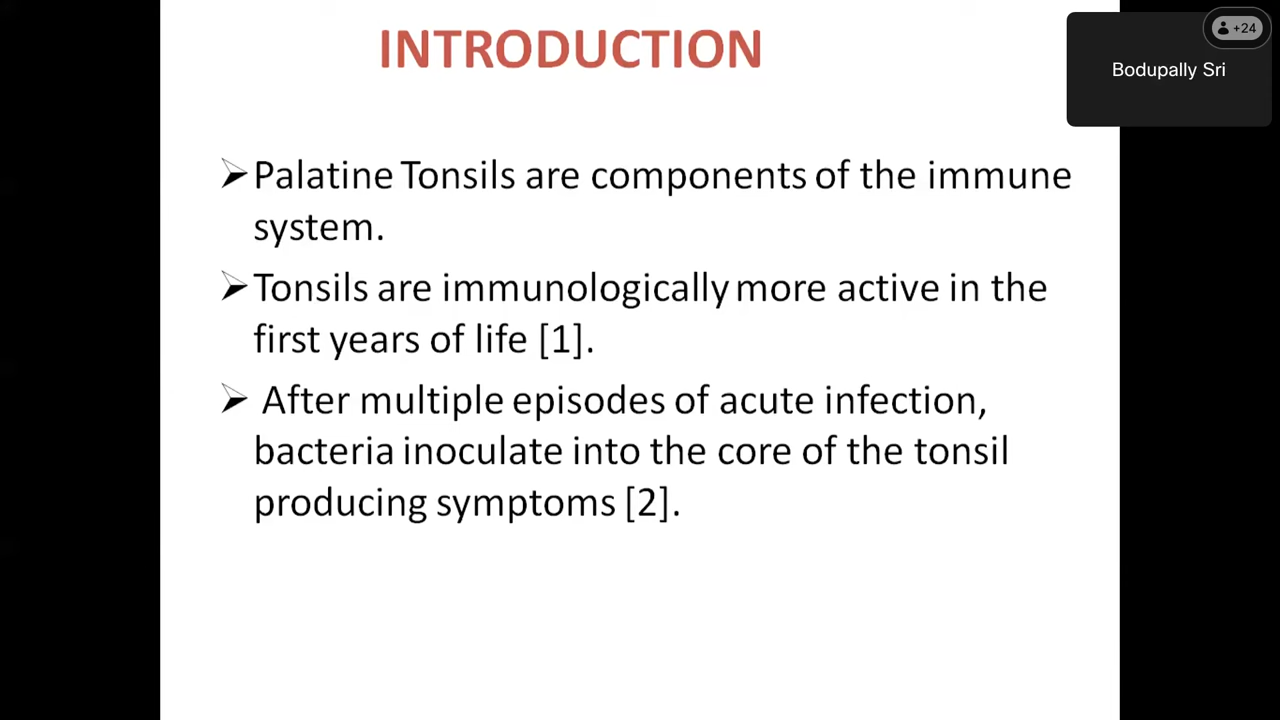 INTRODUCTION
+24
Bodupally Sri
➢Palatine Tonsils are components of the immune
system.
➢Tonsils are immunologically more active in the
first years of life [1].
➢ After multiple episodes of acute infection,
bacteria inoculate into the core of the tonsil
producing symptoms [2].